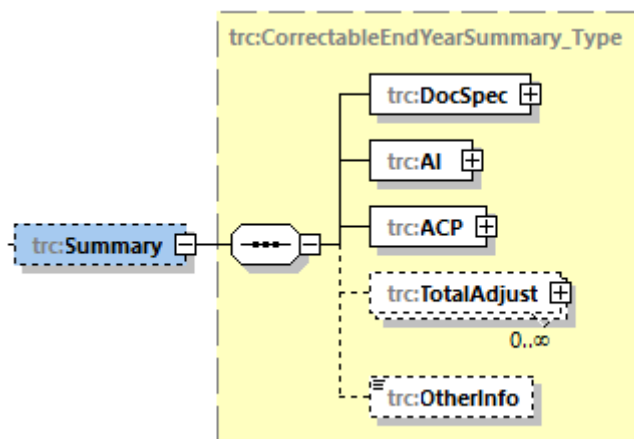 trc:CorrectableEndYearSummary_Type
trc:DocSpec
trc:AI
trc:ACP
trc:Summary
trc:TotalAdjust
0..∞
trc:OtherInfo